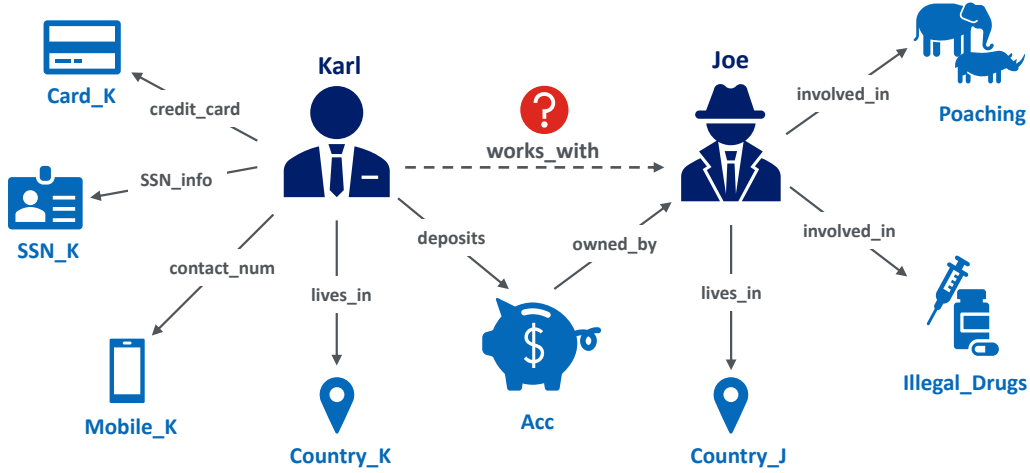 Karl
Joe
Card_K
credit_card
involved_in
Poaching
?
works_with
SSN_info
SSN_K
deposits
owned_by
involved_in
contact_num
lives_in
lives_in
$
Illegal_Drugs
Mobile_K
Acc
Country_K
Country_J